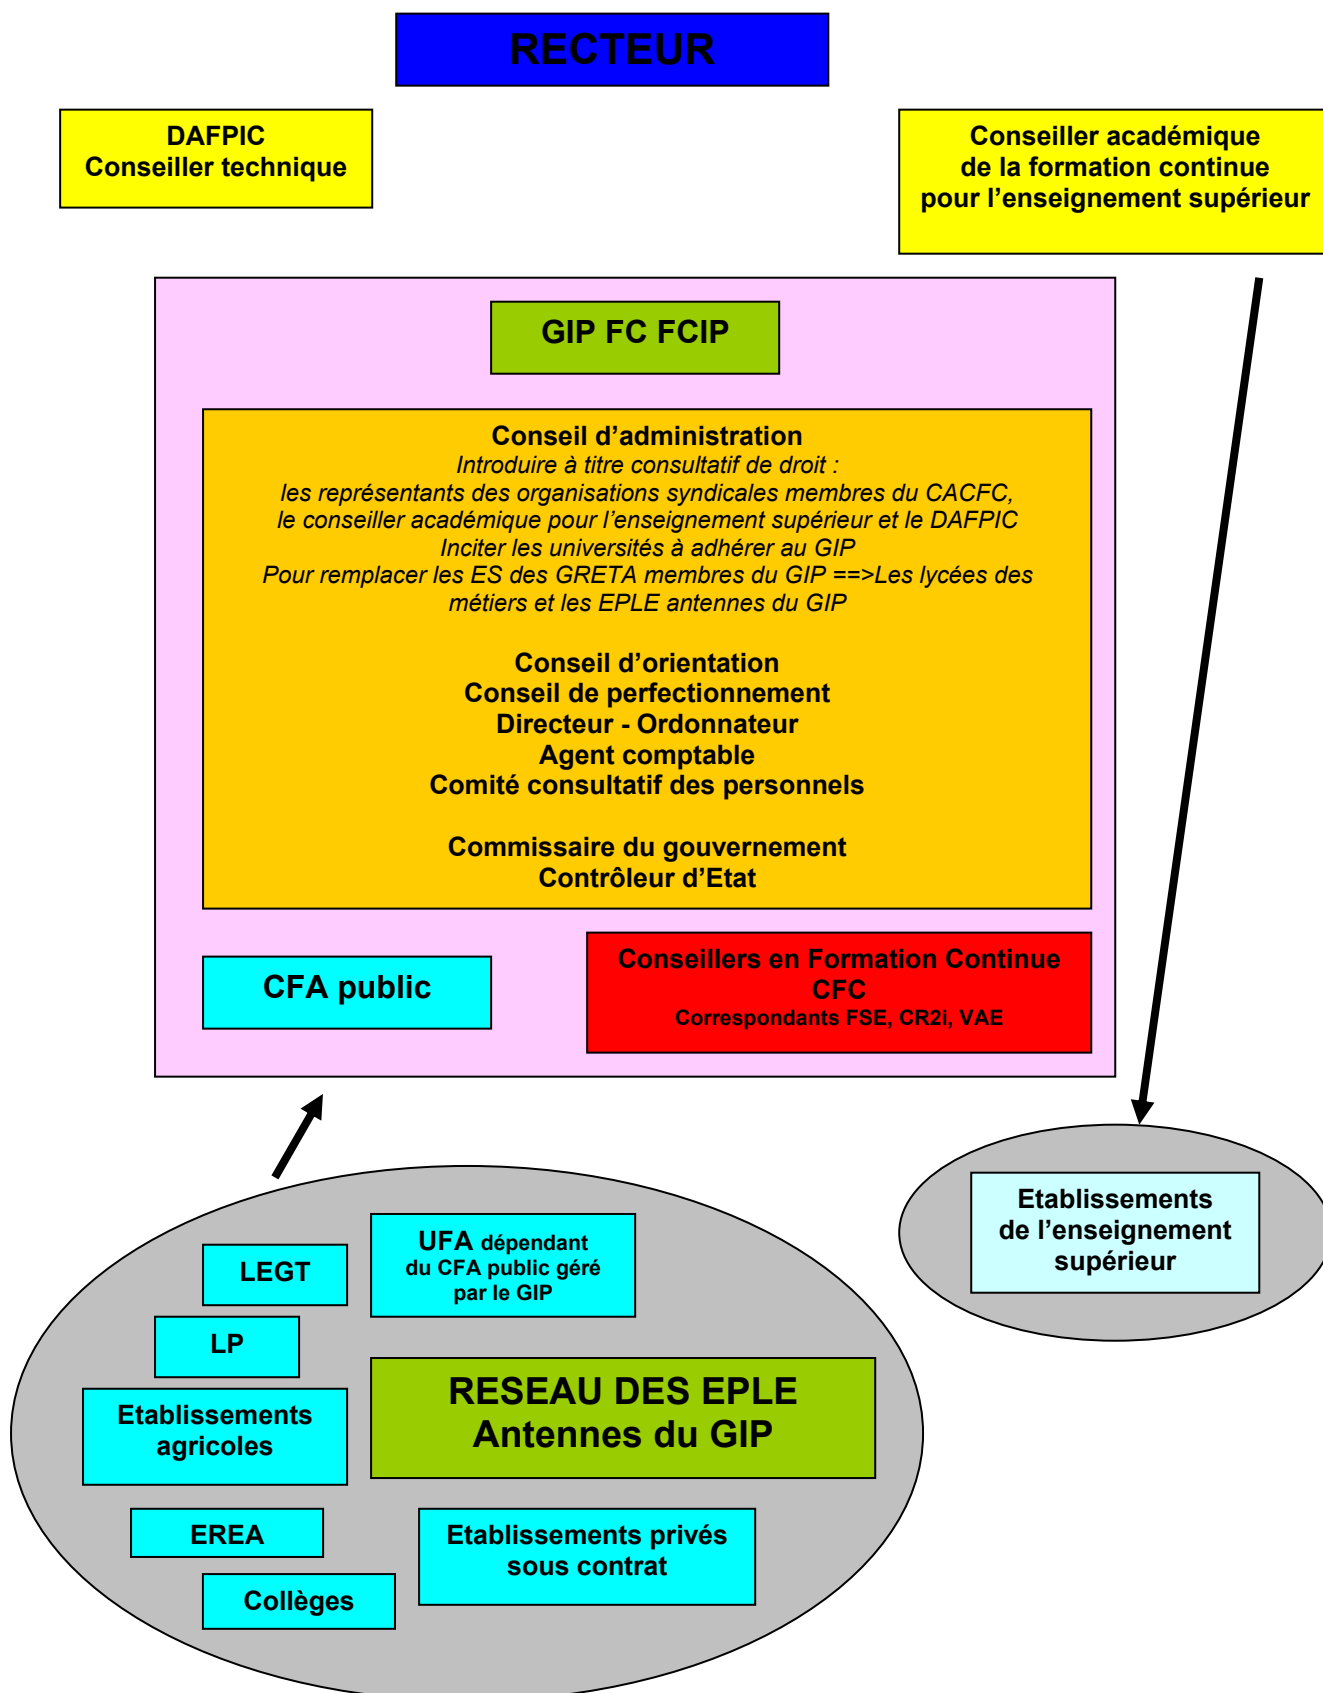 RECTEUR
DAFPIC
Conseiller technique
Conseiller académique
de la formation continue
pour l’enseignement supérieur
GIP FC FCIP
Conseil d’administration
Introduire à titre consultatif de droit :
les représentants des organisations syndicales membres du CACFC,
le conseiller académique pour l’enseignement supérieur et le DAFPIC
Inciter les universités à adhérer au GIP
Pour remplacer les ES des GRETA membres du GIP ==>Les lycées des
métiers et les EPLE antennes du GIP
Conseil d’orientation
Conseil de perfectionnement
Directeur - Ordonnateur
Agent comptable
Comité consultatif des personnels
Commissaire du gouvernement
Contrôleur d’Etat
CFA public
Conseillers en Formation Continue
CFC
Correspondants FSE, CR2i, VAE
Etablissements
de l’enseignement
supérieur
UFA dépendant
du CFA public géré
par le GIP
LEGT
LP
RESEAU DES EPLE
Antennes du GIP
Etablissements
agricoles
EREA
Etablissements privés
sous contrat
Collèges